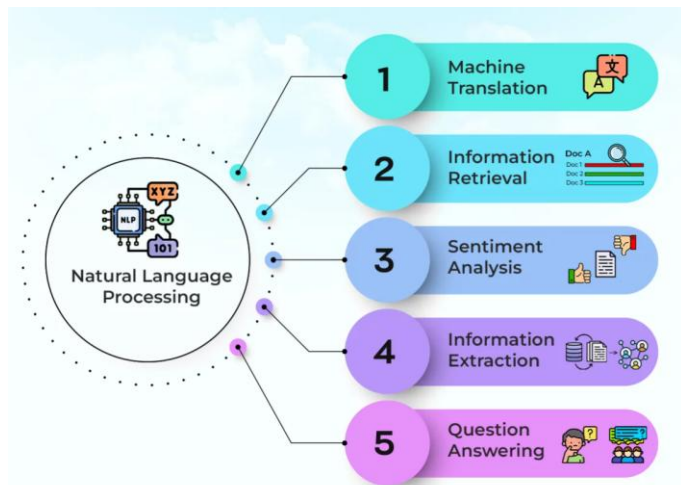 XYZ
NLP
101
Natural Language
Processing
1
Machine
Translation
文
A
2
Information
Retrieval
Doc A
Doc 1
Doc 2
Doc 3
3
Sentiment
Analysis
4
Information
Extraction
5
Question
Answering
?
?